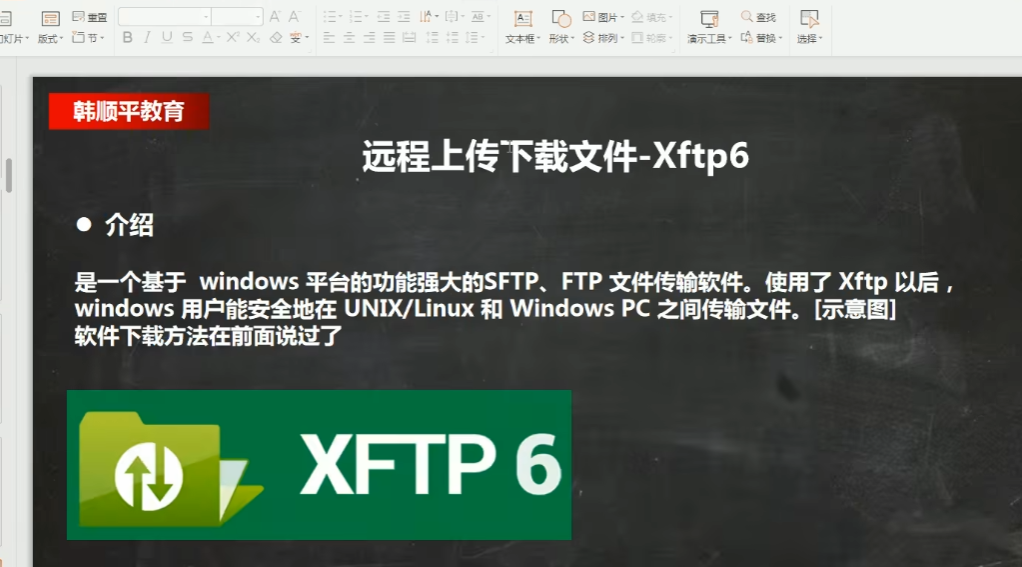 重置
图片
填充
查找
幻灯片
版式
节
B I U S A X² X₂
文本框
形状
排列
轮廓
演示工具
替换
选择
韩顺平教育
远程上传下载文件-Xftp6
● 介绍
是一个基于 windows 平台的功能强大的SFTP、FTP 文件传输软件。使用了 Xftp 以后，
windows 用户能安全地在 UNIX/Linux 和 Windows PC 之间传输文件。[示意图]
软件下载方法在前面说过了
XFTP 6